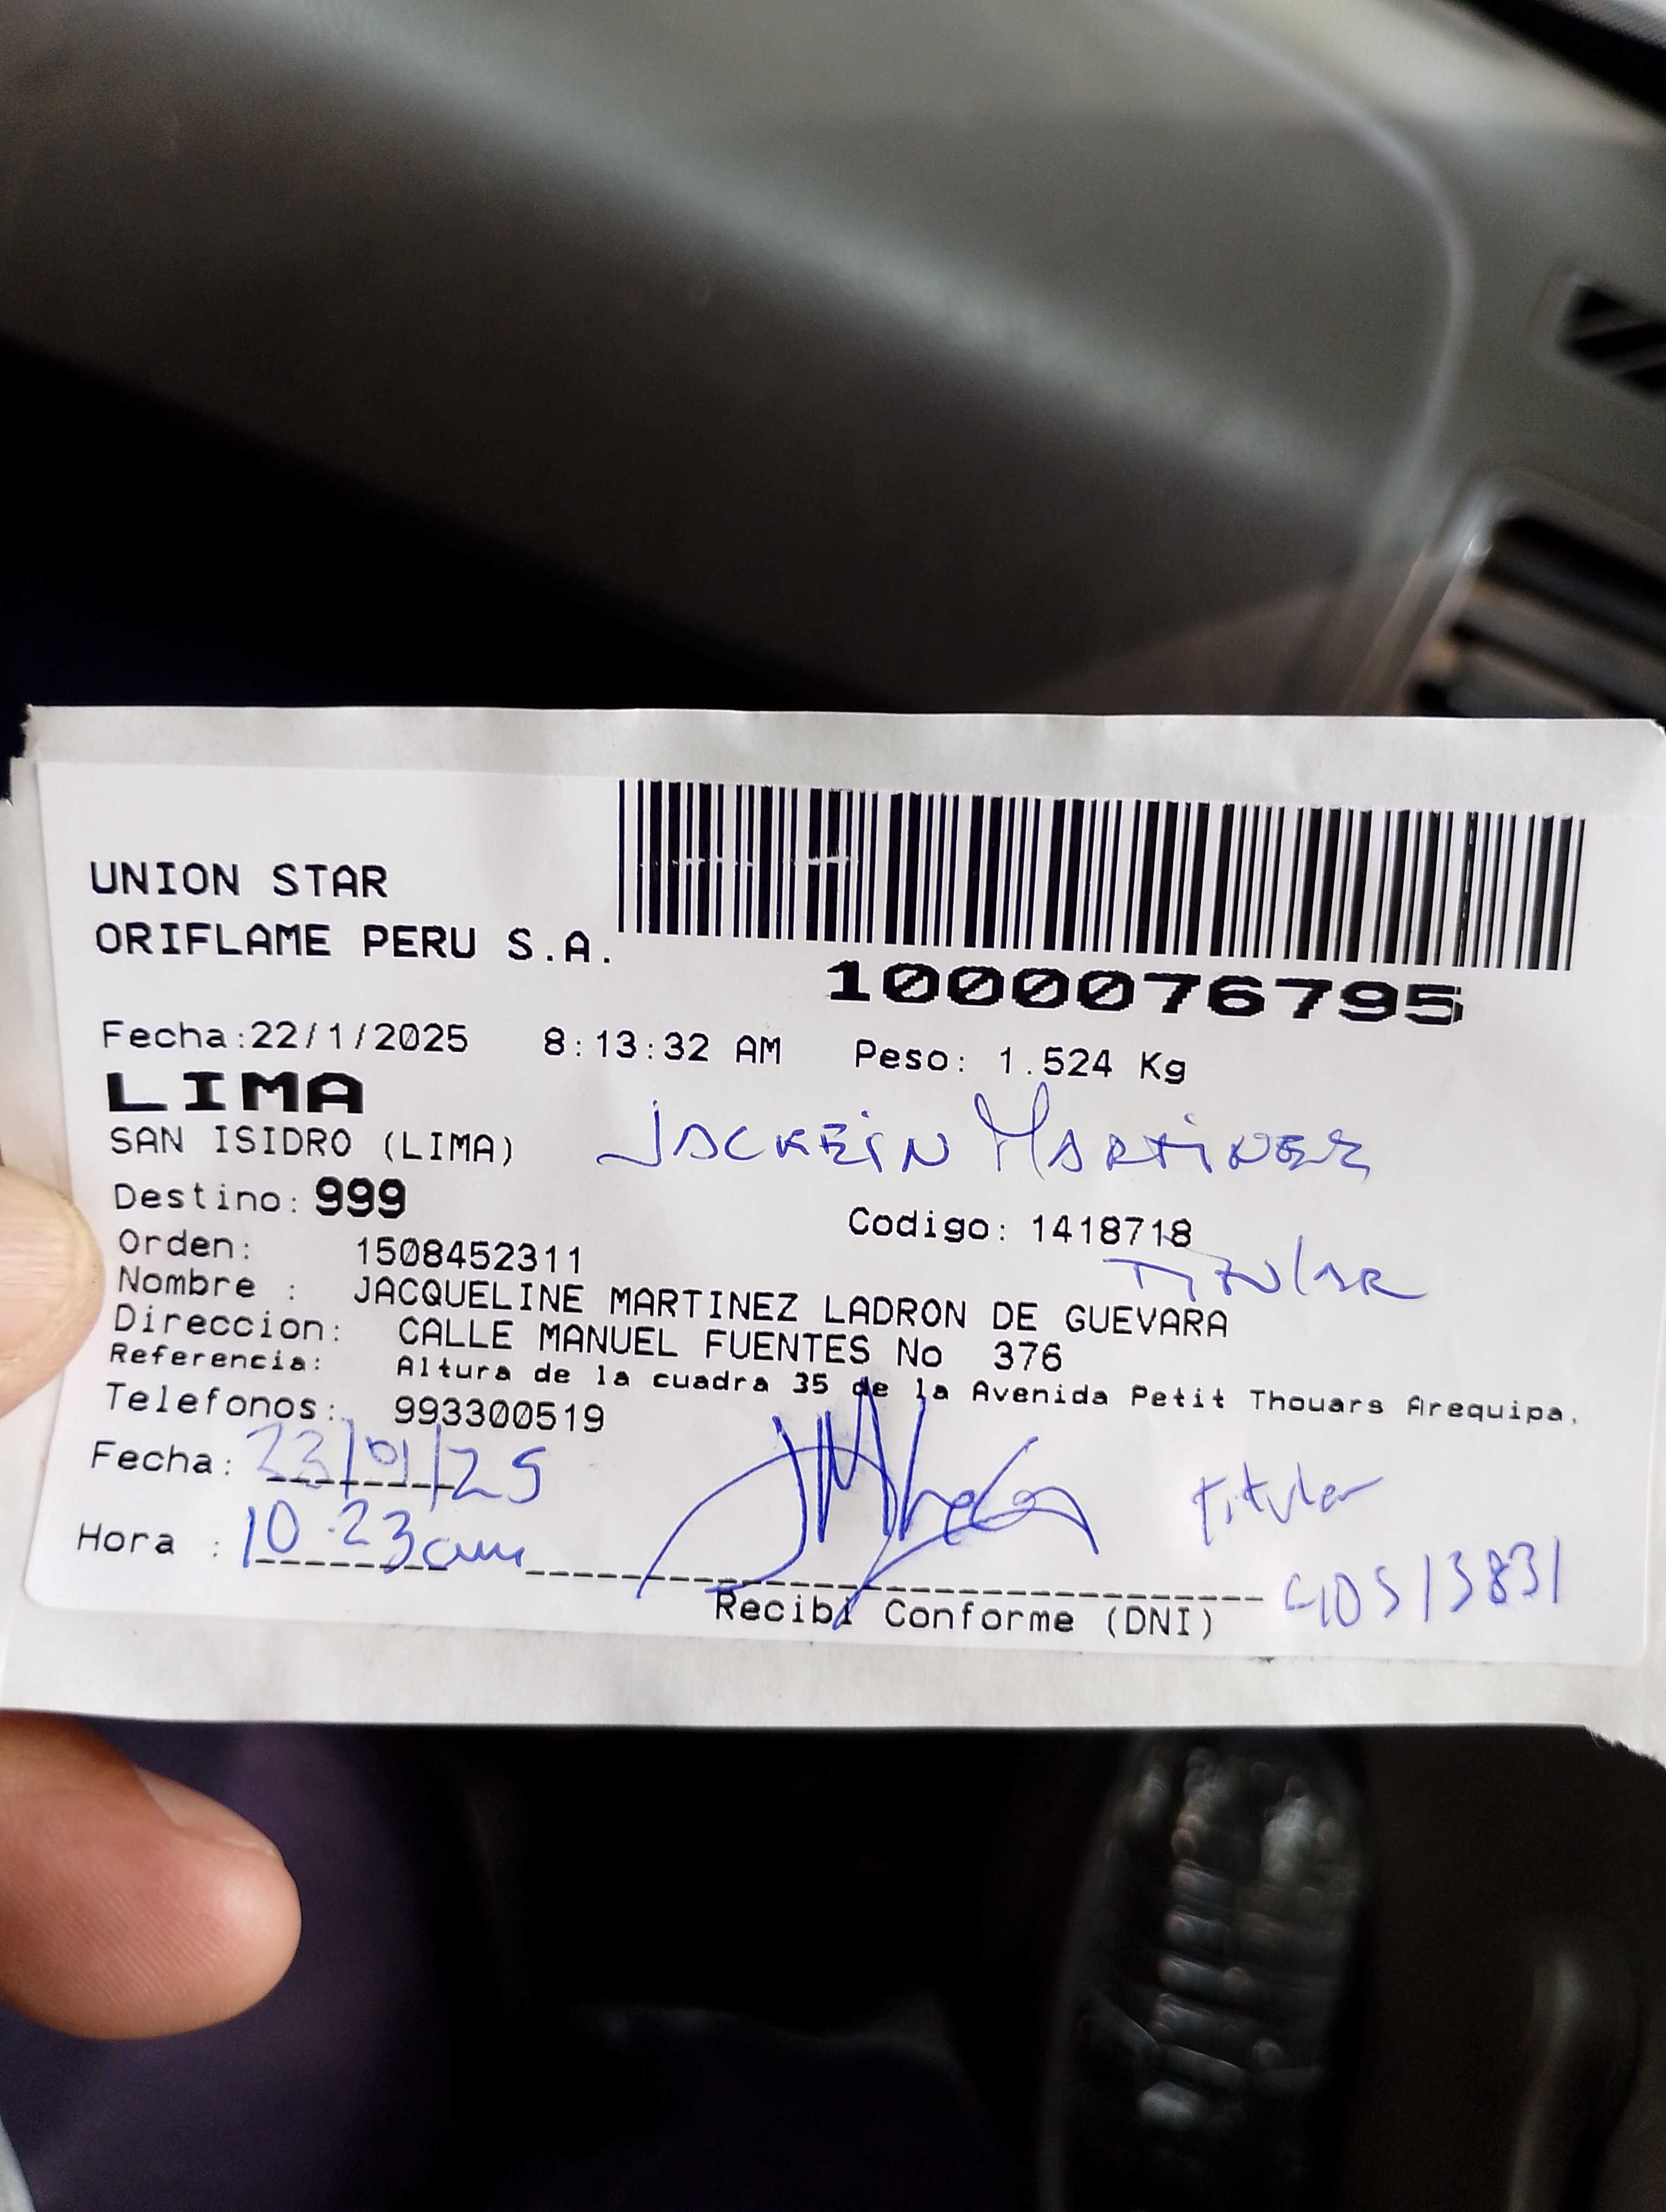 UNION STAR
ORIFLAME PERU S.A.
1000076795
Fecha:22/1/2025 8:13:32 AM Peso: 1.524 Kg
LIMA
SAN ISIDRO (LIMA) JACKEIN MARTINEZ
Destino: 999
Codigo: 1418718
Orden: 1508452311 TITULAR
Nombre : JACQUELINE MARTINEZ LADRON DE GUEVARA
Direccion: CALLE MANUEL FUENTES No 376
Referencia: Altura de la cuadra 35 de la Avenida Petit Thouars Arequipa,
Telefonos: 993300519
Fecha: 23/01/25 titular
Hora : 10:23am
Recibi Conforme (DNI) 40513831